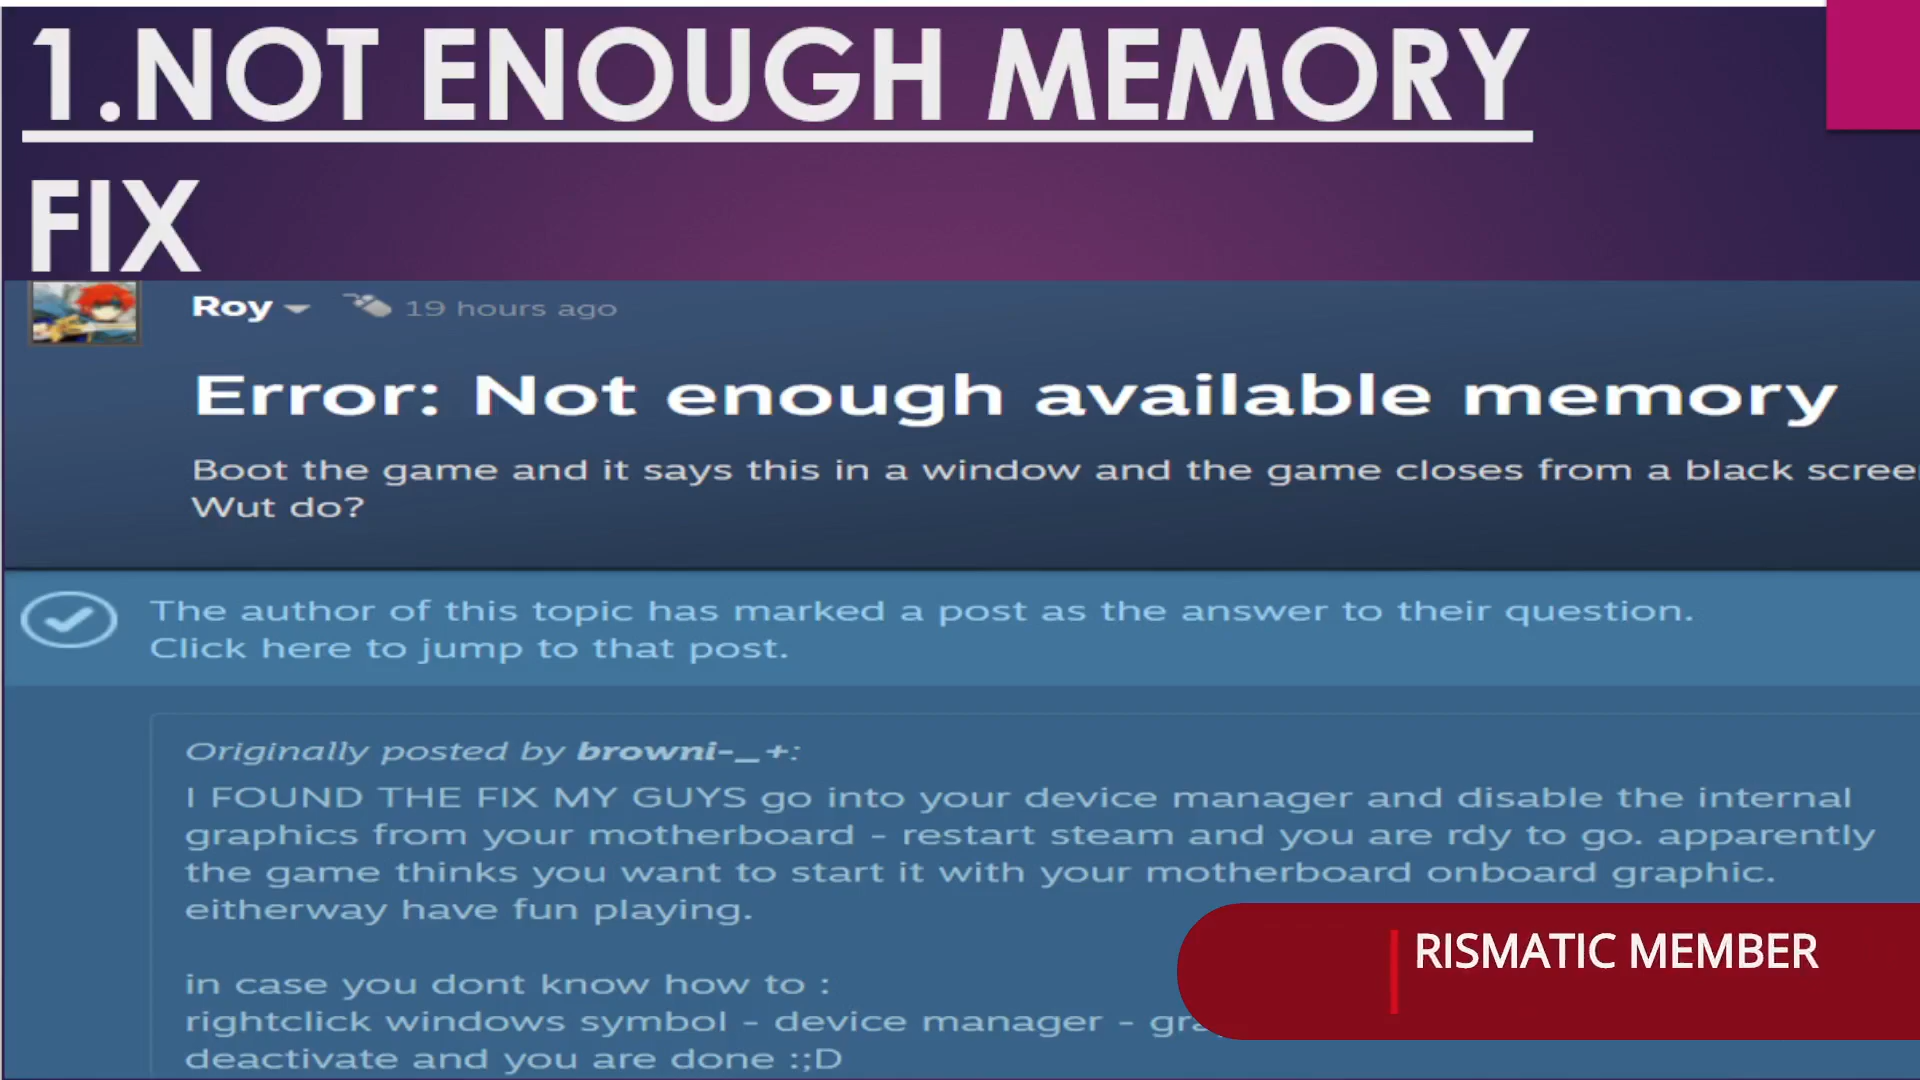 1.NOT ENOUGH MEMORY
FIX
Roy 19 hours ago
Error: Not enough available memory
Boot the game and it says this in a window and the game closes from a black
Wut do?
The author of this topic has marked a post as the answer to their question.
Click here to jump to that post.
Originally posted by browni-_+:
I FOUND THE FIX MY GUYS go into your device manager and disable the internal
graphics from your motherboard - restart steam and you are rdy to go. apparently
the game thinks you want to start it with your motherboard onboard graphic.
eitherway have fun playing.
in case you dont know how to :
rightclick windows symbol - device manager -
deactivate and you are done :;D
RISMATIC MEMBER